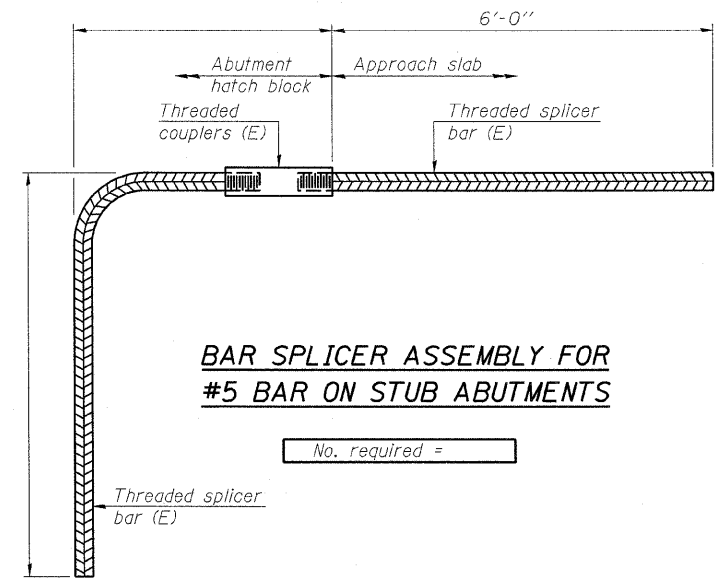 6'-0"
Abutment
hatch block
Approach slab
Threaded
couplers (E)
Threaded splicer
bar (E)
BAR SPLICER ASSEMBLY FOR
#5 BAR ON STUB ABUTMENTS
No. required =
Threaded splicer
bar (E)